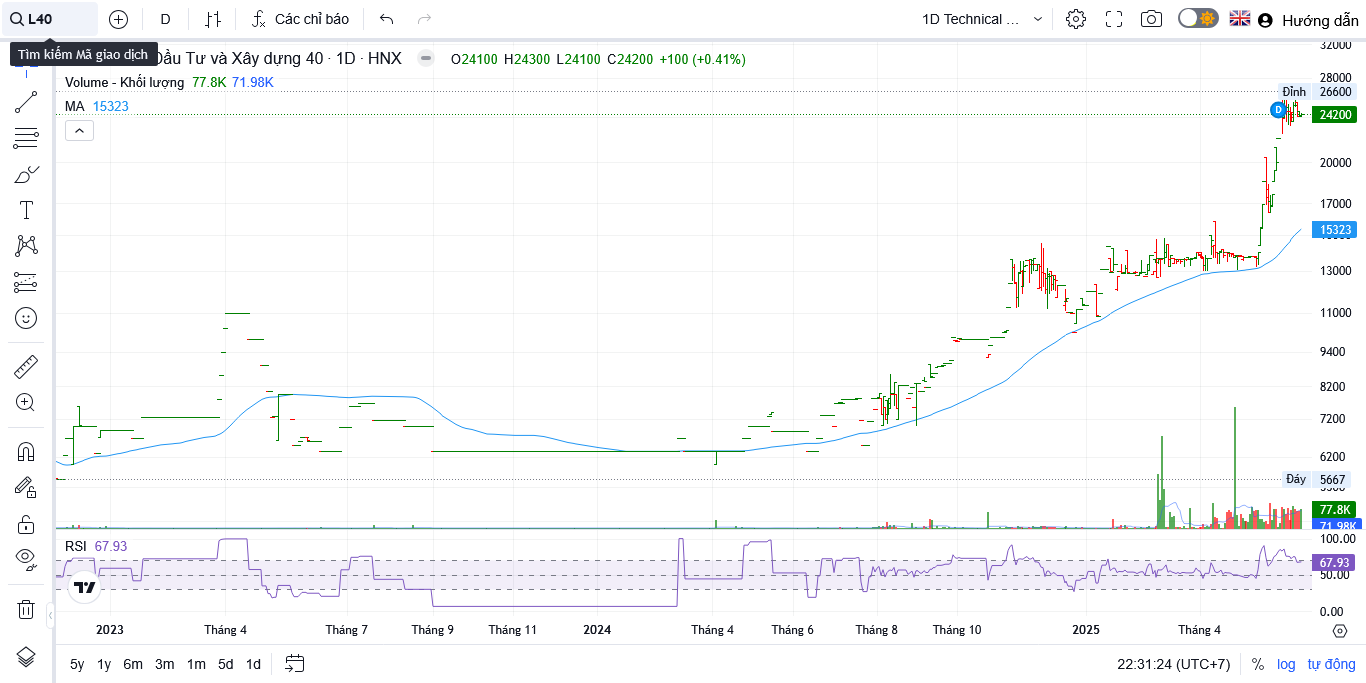 L40
D
Các chỉ báo
1D Technical ...
Hướng dẫn
Tìm kiếm Mã giao dịch
Đầu Tư và Xây dựng 40 · 1D · HNX
O24100 H24300 L24100 C24200 +100 (+0.41%)
Volume - Khối lượng 77.8K 71.98K
MA 15323
32000
28000
Đỉnh 26600
D
24200
20000
17000
15323
13000
11000
9400
8200
7200
6200
Đáy 5667
77.8K
71.98K
RSI 67.93
100.00
67.93
50.00
0.00
2023 Tháng 4 Tháng 7 Tháng 9 Tháng 11 2024 Tháng 4 Tháng 6 Tháng 8 Tháng 10 2025 Tháng 4
5y 1y 6m 3m 1m 5d 1d
22:31:24 (UTC+7) % log tự động